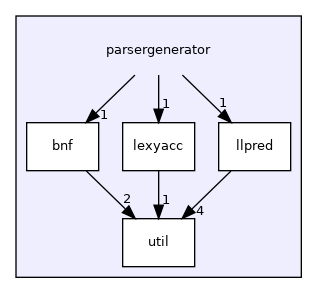 parsergenerator
1
1
1
bnf
lexyacc
llpred
2
1
4
util